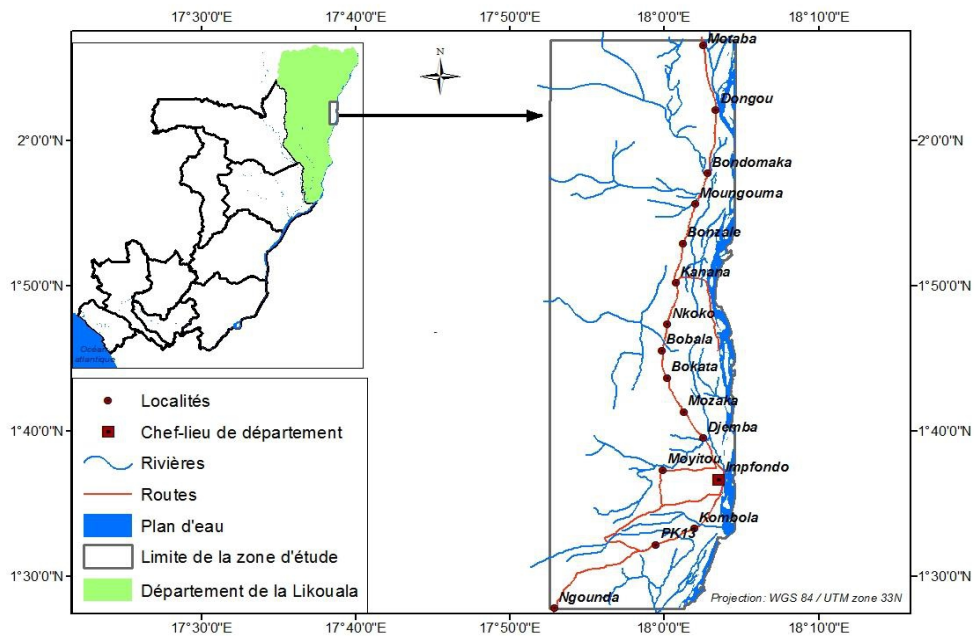 17°30'0"E
17°40'0"E
17°50'0"E
18°0'0"E
18°10'0"E
N
Motaba
Dongou
2°0'0"N
2°0'0"N
Bondomaka
Moungouma
Bonzale
Kanana
1°50'0"N
1°50'0"N
Nkoko
Bobala
Océan
atlantique
Bokata
Localités
Mozaka
Chef-lieu de département
Djemba
1°40'0"N
1°40'0"N
Rivières
Moyitou
Impfondo
Routes
Plan d'eau
Kombola
PK13
Limite de la zone d'étude
1°30'0"N
1°30'0"N
Département de la Likouala
Ngounda
Projection: WGS 84 / UTM zone 33N
17°30'0"E
17°40'0"E
17°50'0"E
18°0'0"E
18°10'0"E